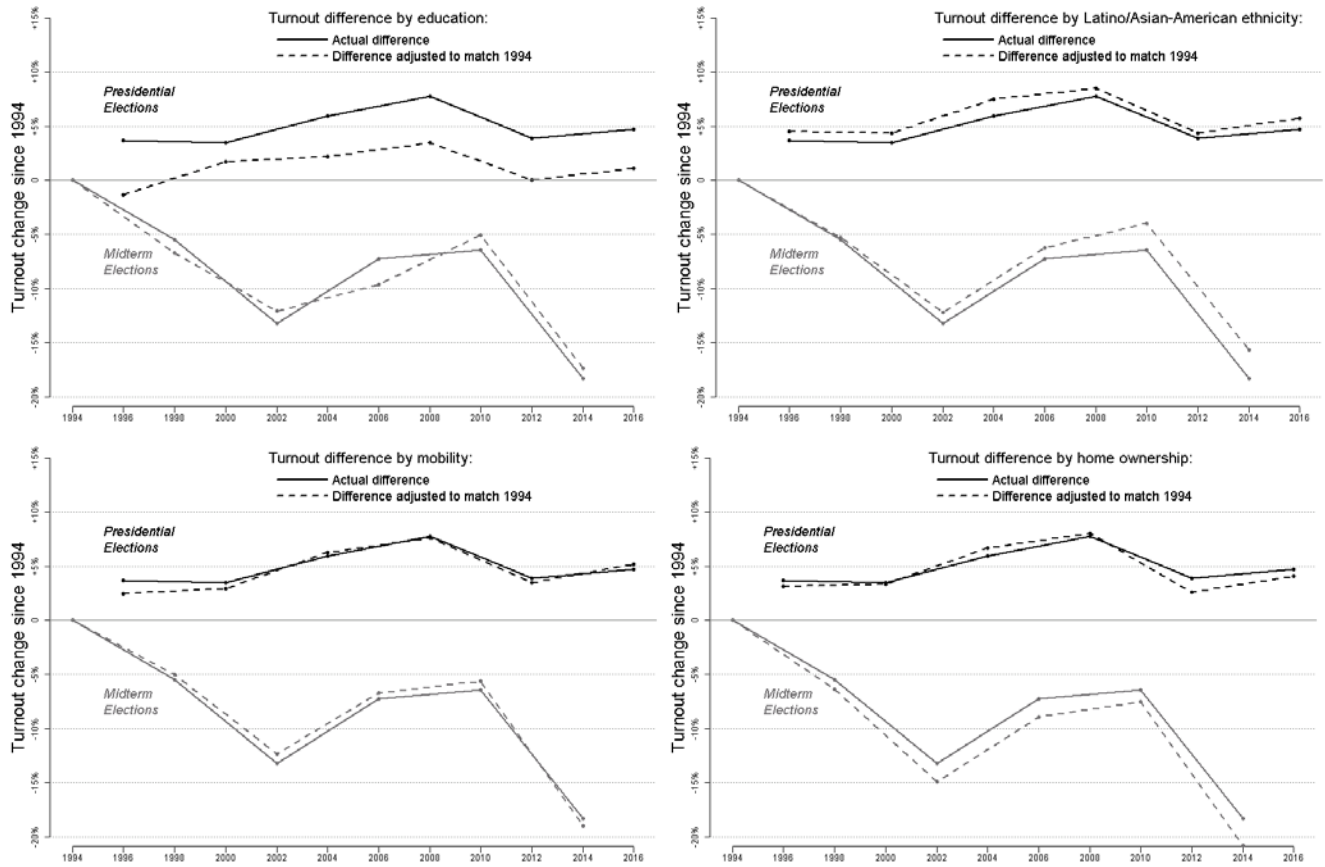 Turnout difference by education:
Actual difference
Difference adjusted to match 1994
Presidential
Elections
Midterm
Elections
Turnout change since 1994
+15%
+10%
+5%
0
-5%
-10%
-15%
-20%
1994 1996 1998 2000 2002 2004 2006 2008 2010 2012 2014 2016
Turnout difference by Latino/Asian-American ethnicity:
Actual difference
Difference adjusted to match 1994
Presidential
Elections
Midterm
Elections
Turnout change since 1994
+15%
+10%
+5%
0
-5%
-10%
-15%
-20%
1994 1996 1998 2000 2002 2004 2006 2008 2010 2012 2014 2016
Turnout difference by mobility:
Actual difference
Difference adjusted to match 1994
Presidential
Elections
Midterm
Elections
Turnout change since 1994
+15%
+10%
+5%
0
-5%
-10%
-15%
-20%
1994 1996 1998 2000 2002 2004 2006 2008 2010 2012 2014 2016
Turnout difference by home ownership:
Actual difference
Difference adjusted to match 1994
Presidential
Elections
Midterm
Elections
Turnout change since 1994
+15%
+10%
+5%
0
-5%
-10%
-15%
-20%
1994 1996 1998 2000 2002 2004 2006 2008 2010 2012 2014 2016